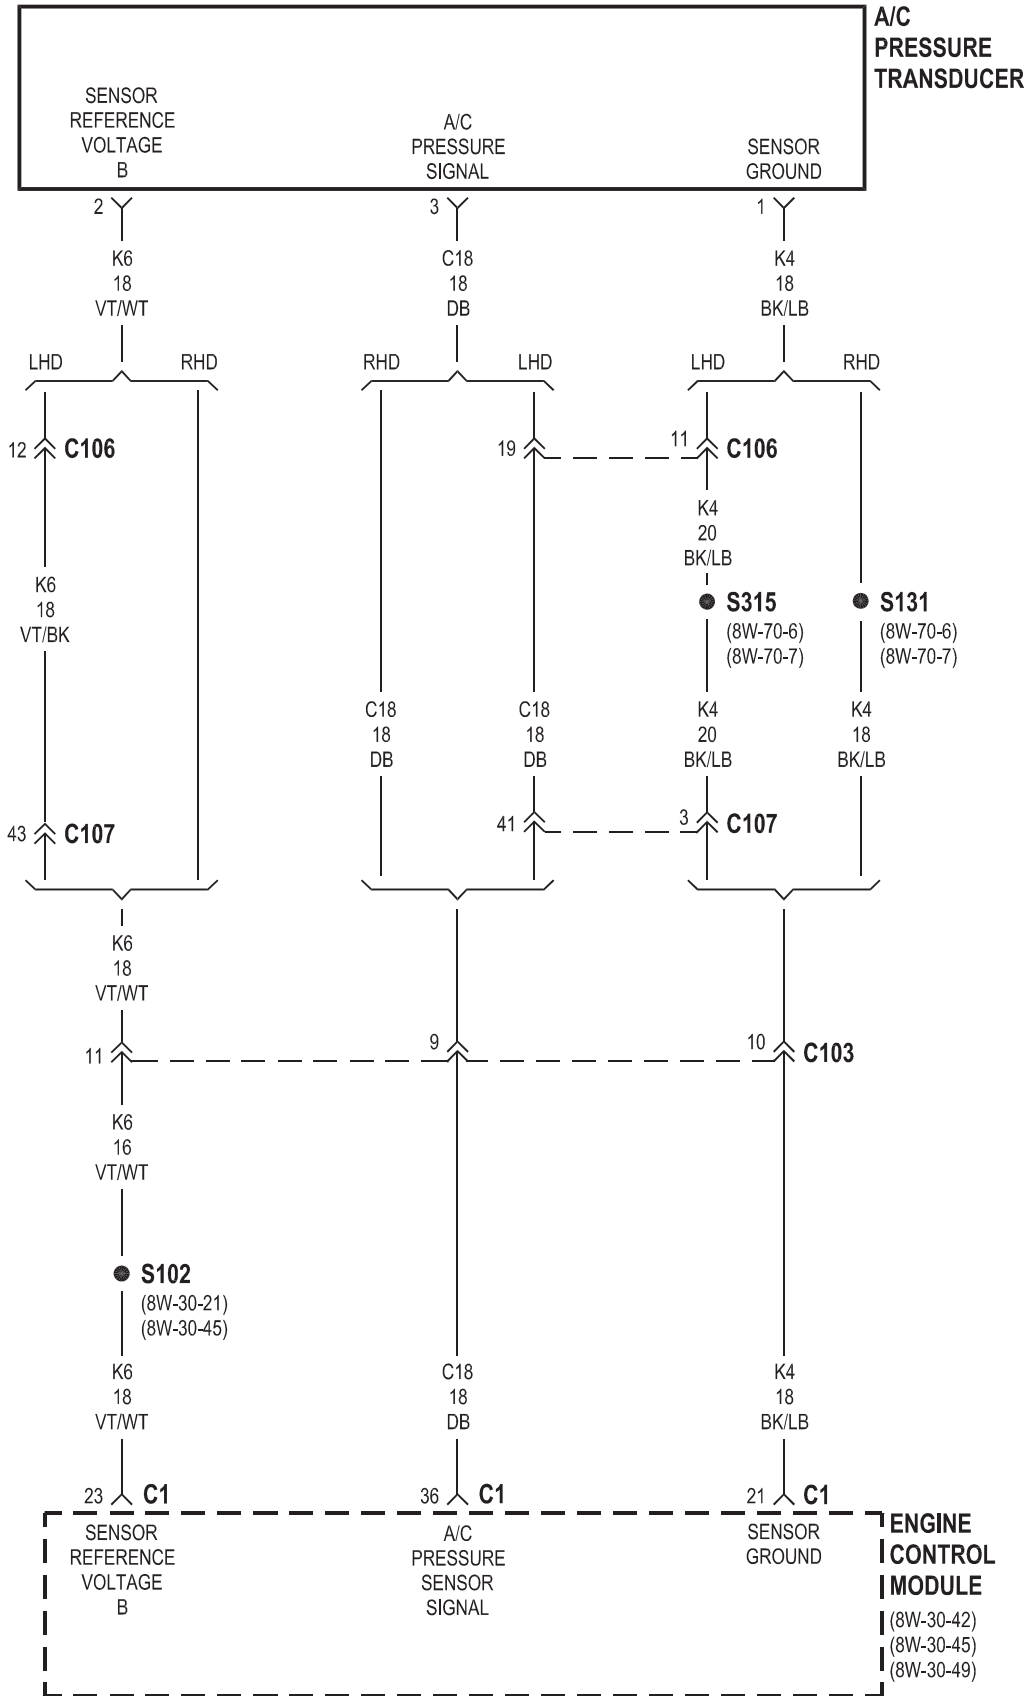 A/C
PRESSURE
TRANSDUCER
SENSOR
REFERENCE
VOLTAGE
B
A/C
PRESSURE
SIGNAL
SENSOR
GROUND
2
3
1
K6
18
VT/WT
C18
18
DB
K4
18
BK/LB
LHD
RHD
RHD
LHD
LHD
RHD
12
C106
19
11
C106
K4
20
BK/LB
K6
18
VT/BK
S315
(8W-70-6)
(8W-70-7)
S131
(8W-70-6)
(8W-70-7)
C18
18
DB
C18
18
DB
K4
20
BK/LB
K4
18
BK/LB
43
C107
41
3
C107
K6
18
VT/WT
11
9
10
C103
K6
16
VT/WT
S102
(8W-30-21)
(8W-30-45)
K6
18
VT/WT
C18
18
DB
K4
18
BK/LB
23
C1
36
C1
21
C1
SENSOR
REFERENCE
VOLTAGE
B
A/C
PRESSURE
SENSOR
SIGNAL
SENSOR
GROUND
ENGINE
CONTROL
MODULE
(8W-30-42)
(8W-30-45)
(8W-30-49)